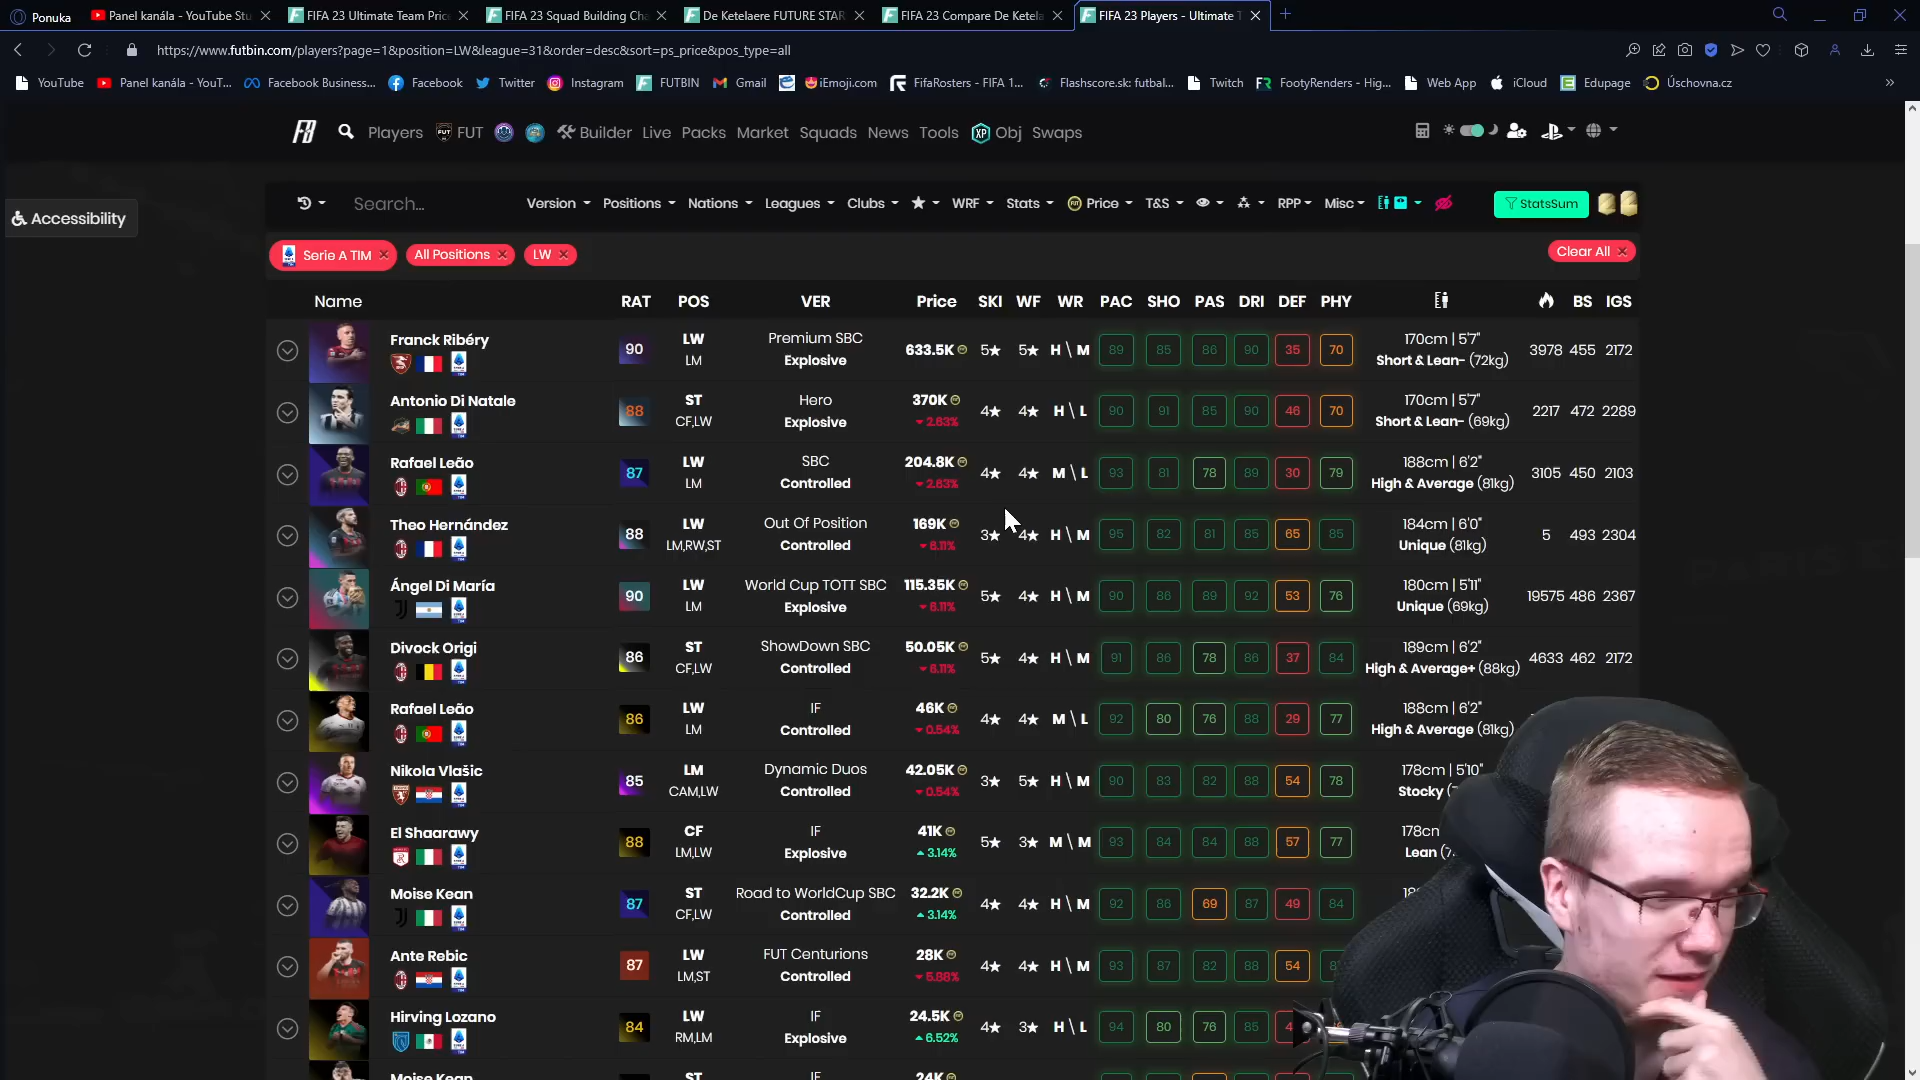 Ponuka
Panel kanála - YouTube Stu
FIFA 23 Ultimate Team Pric
FIFA 23 Squad Building Cha
De Ketelaere FUTURE STAR
FIFA 23 Compare De Ketela
FIFA 23 Players - Ultimate T
https://www.futbin.com/players?page=1&position=LW&league=31&order=desc&sort=ps_price&pos_type=all
YouTube
Panel kanála - YouT...
Facebook Business...
Facebook
Twitter
Instagram
FUTBIN
Gmail
iEmoji.com
FifaRosters - FIFA 1...
Flashscore.sk: futbal...
Twitch
FootyRenders - Hig...
Web App
iCloud
Edupage
Úschovna.cz
Players FUT Builder Live Packs Market Squads News Tools XP Obj Swaps
Accessibility
Search... Version Positions Nations Leagues Clubs WRF Stats Price T&S RPP Misc StatsSum
Serie A TIM All Positions LW Clear All
Name RAT POS VER Price SKI WF WR PAC SHO PAS DRI DEF PHY BS IGS
Franck Ribéry 90 LW Premium SBC 633.5K 5★ 5★ H \ M 89 85 86 90 35 70 170cm | 5'7" 3978 455 2172
LM Explosive Short & Lean- (72kg)
Antonio Di Natale 88 ST Hero 370K 4★ 4★ H \ L 90 91 85 90 46 70 170cm | 5'7" 2217 472 2289
CF,LW Explosive 2.63% Short & Lean- (69kg)
Rafael Leão 87 LW SBC 204.8K 4★ 4★ M \ L 93 81 78 89 30 79 188cm | 6'2" 3105 450 2103
LM Controlled 2.63% High & Average (81kg)
Theo Hernández 88 LW Out Of Position 169K 3★ 4★ H \ M 95 82 81 85 65 85 184cm | 6'0" 5 493 2304
LM,RW,ST Controlled 6.11% Unique (81kg)
Ángel Di María 90 LW World Cup TOTT SBC 115.35K 5★ 4★ H \ M 90 86 89 92 53 76 180cm | 5'11" 19575 486 2367
LM Explosive 6.11% Unique (69kg)
Divock Origi 86 ST ShowDown SBC 50.05K 5★ 4★ H \ M 91 86 78 86 37 84 189cm | 6'2" 4633 462 2172
CF,LW Controlled 6.11% High & Average+ (88kg)
Rafael Leão 86 LW IF 46K 4★ 4★ M \ L 92 80 76 88 29 77 188cm | 6'2"
LM Controlled 0.54% High & Average (81kg)
Nikola Vlašic 85 LM Dynamic Duos 42.05K 3★ 5★ H \ M 90 83 82 88 54 78 178cm | 5'10"
CAM,LW Controlled 0.54% Stocky
El Shaarawy 88 CF IF 41K 5★ 3★ M \ M 93 84 84 88 57 77 178cm
LM,LW Explosive 3.14% Lean
Moise Kean 87 ST Road to WorldCup SBC 32.2K 4★ 4★ H \ M 92 86 69 87 49 84
CF,LW Controlled 3.14%
Ante Rebic 87 LW FUT Centurions 28K 4★ 4★ H \ M 93 87 82 88 54
LM,ST Controlled 5.88%
Hirving Lozano 84 LW IF 24.5K 4★ 3★ H \ L 94 80 76 85
RM,LM Explosive 6.52%
Moise Kean ST IF 24K